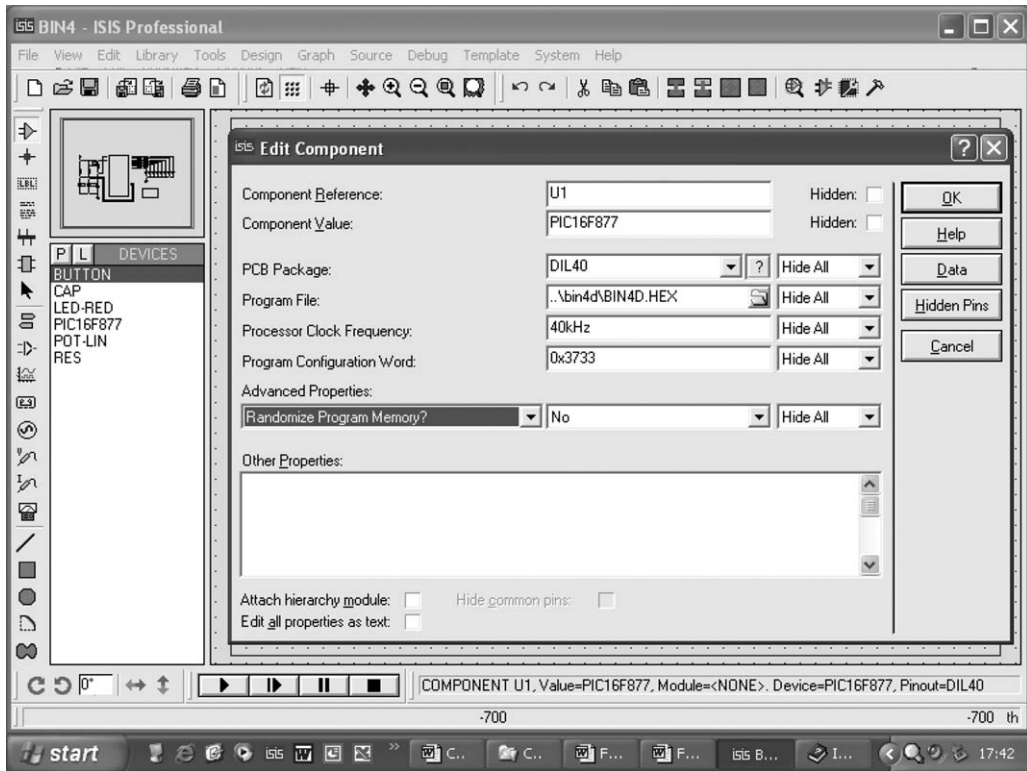 isis BIN4 - ISIS Professional
File View Edit Library Tools Design Graph Source Debug Template System Help
isis Edit Component
Component Reference: U1 Hidden: OK
Component Value: PIC16F877 Hidden: Help
PCB Package: DIL40 ? Hide All Data
Program File: ..\bin4d\BIN4D.HEX Hide All Hidden Pins
Processor Clock Frequency: 40kHz Hide All
Program Configuration Word: 0x3733 Hide All Cancel
Advanced Properties:
Randomize Program Memory? No Hide All
Other Properties:
Attach hierarchy module: Hide common pins:
Edit all properties as text:
P L DEVICES
BUTTON
CAP
LED-RED
PIC16F877
POT-LIN
RES
0° COMPONENT U1, Value=PIC16F877, Module=<NONE>. Device=PIC16F877, Pinout=DIL40
-700 -700 th
start isis W » C.. C.. F... F... isis B... I... 17:42